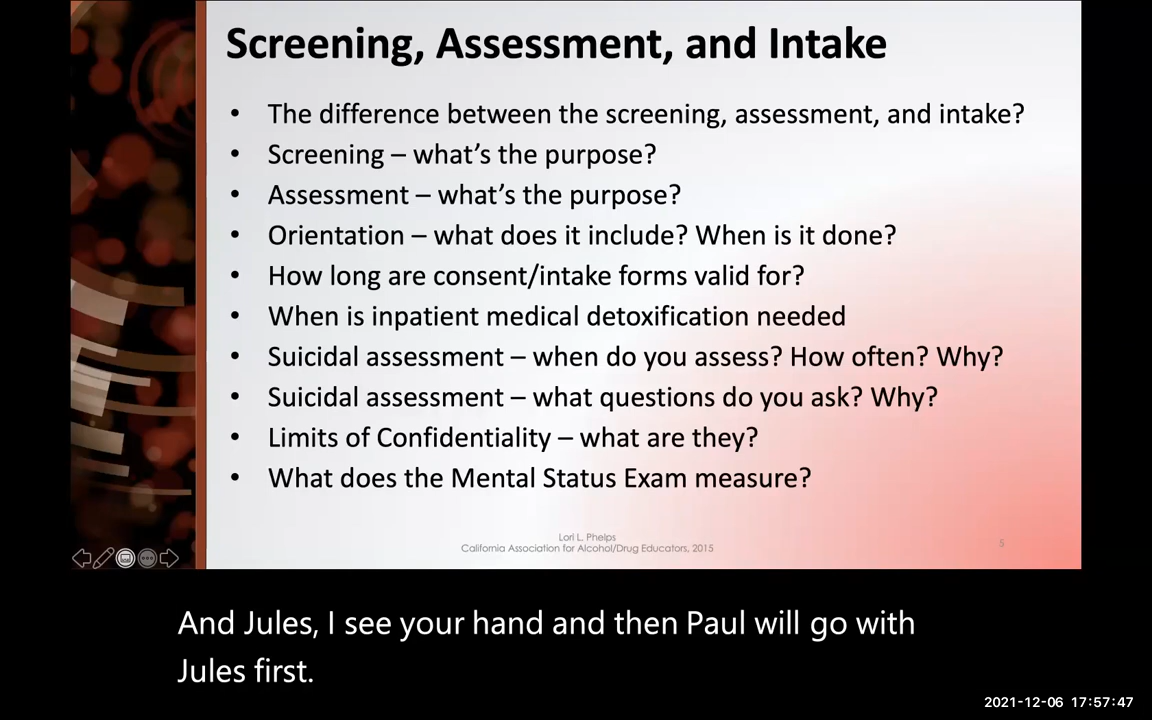 Screening, Assessment, and Intake
• The difference between the screening, assessment, and intake?
• Screening – what's the purpose?
• Assessment – what's the purpose?
• Orientation – what does it include? When is it done?
• How long are consent/intake forms valid for?
• When is inpatient medical detoxification needed
• Suicidal assessment – when do you assess? How often? Why?
• Suicidal assessment – what questions do you ask? Why?
• Limits of Confidentiality – what are they?
• What does the Mental Status Exam measure?
Lori L. Phelps
California Association for Alcohol/Drug Educators, 2015
5
And Jules, I see your hand and then Paul will go with
Jules first.
2021-12-06 17:57:47